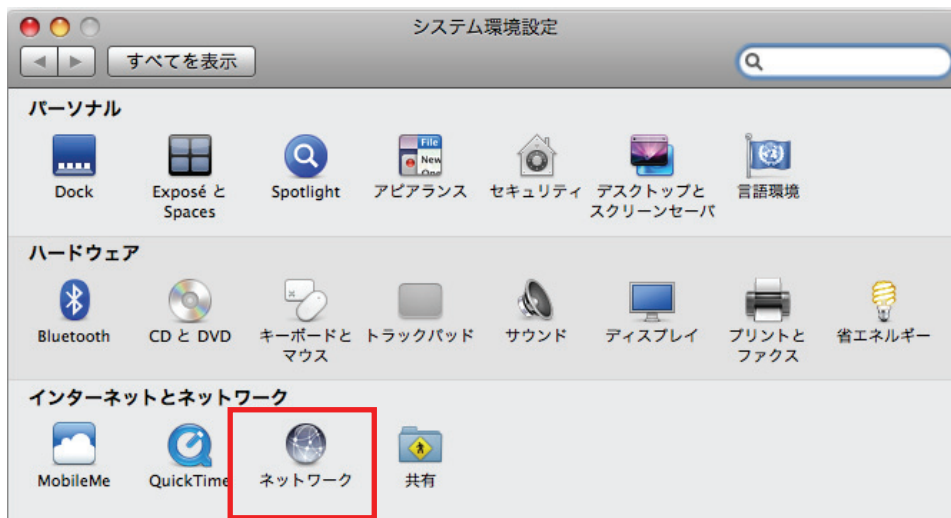 システム環境設定
すべてを表示
パーソナル
Dock
Exposé と
Spaces
Spotlight
File
New
One
アピアランス
セキュリティ
デスクトップと
スクリーンセーバ
言語環境
ハードウェア
Bluetooth
CD と DVD
キーボードと
マウス
トラックパッド
サウンド
ディスプレイ
プリントと
ファクス
省エネルギー
インターネットとネットワーク
MobileMe
QuickTime
ネットワーク
共有